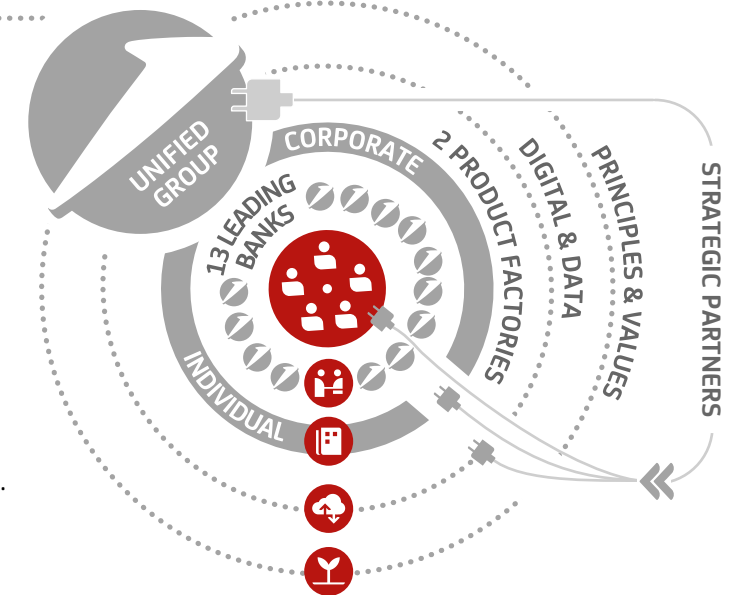 UNIFIED
GROUP
CORPORATE
13 LEADING
BANKS
2 PRODUCT FACTORIES
DIGITAL & DATA
PRINCIPLES & VALUES
STRATEGIC PARTNERS
INDIVIDUAL
.